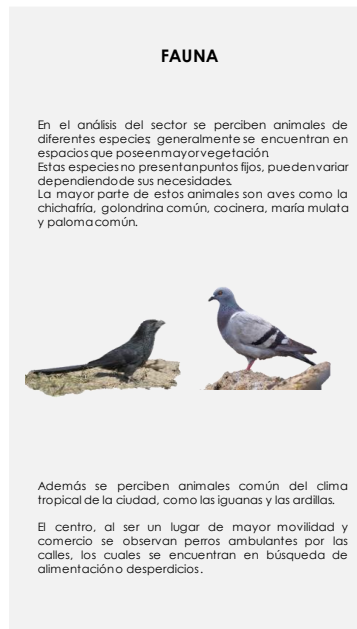 FAUNA
En el análisis del sector se perciben animales de
diferentes especies; generalmente se encuentran en
espacios que poseen mayor vegetación.
Estas especies no presentan puntos fijos, pueden variar
dependiendo de sus necesidades.
La mayor parte de estos animales son aves como la
chichafría, golondrina común, cocinera, maría mulata
y paloma común.
Además se perciben animales común del clima
tropical de la ciudad, como las iguanas y las ardillas.
El centro, al ser un lugar de mayor movilidad y
comercio se observan perros ambulantes por las
calles, los cuales se encuentran en búsqueda de
alimentación o desperdicios.